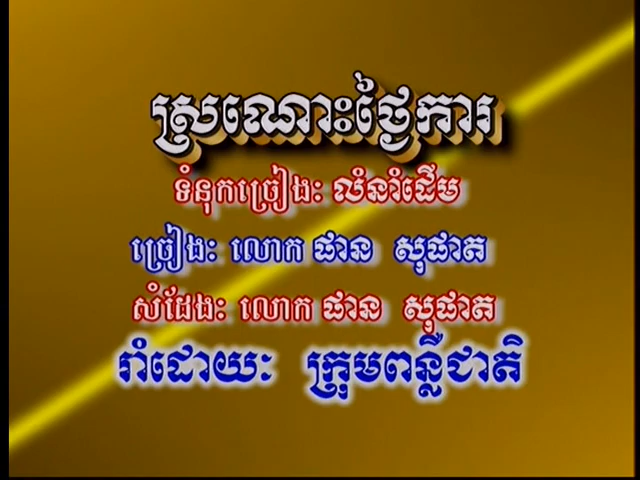 ស្រណោះថ្ងៃការ
ទំនុកច្រៀង: លំនាំដើម
ច្រៀង: លោក ផាន សុផាត
សំដែង: លោក ផាន សុផាត
រាំដោយ: ក្រុមពន្លឺជាតិ